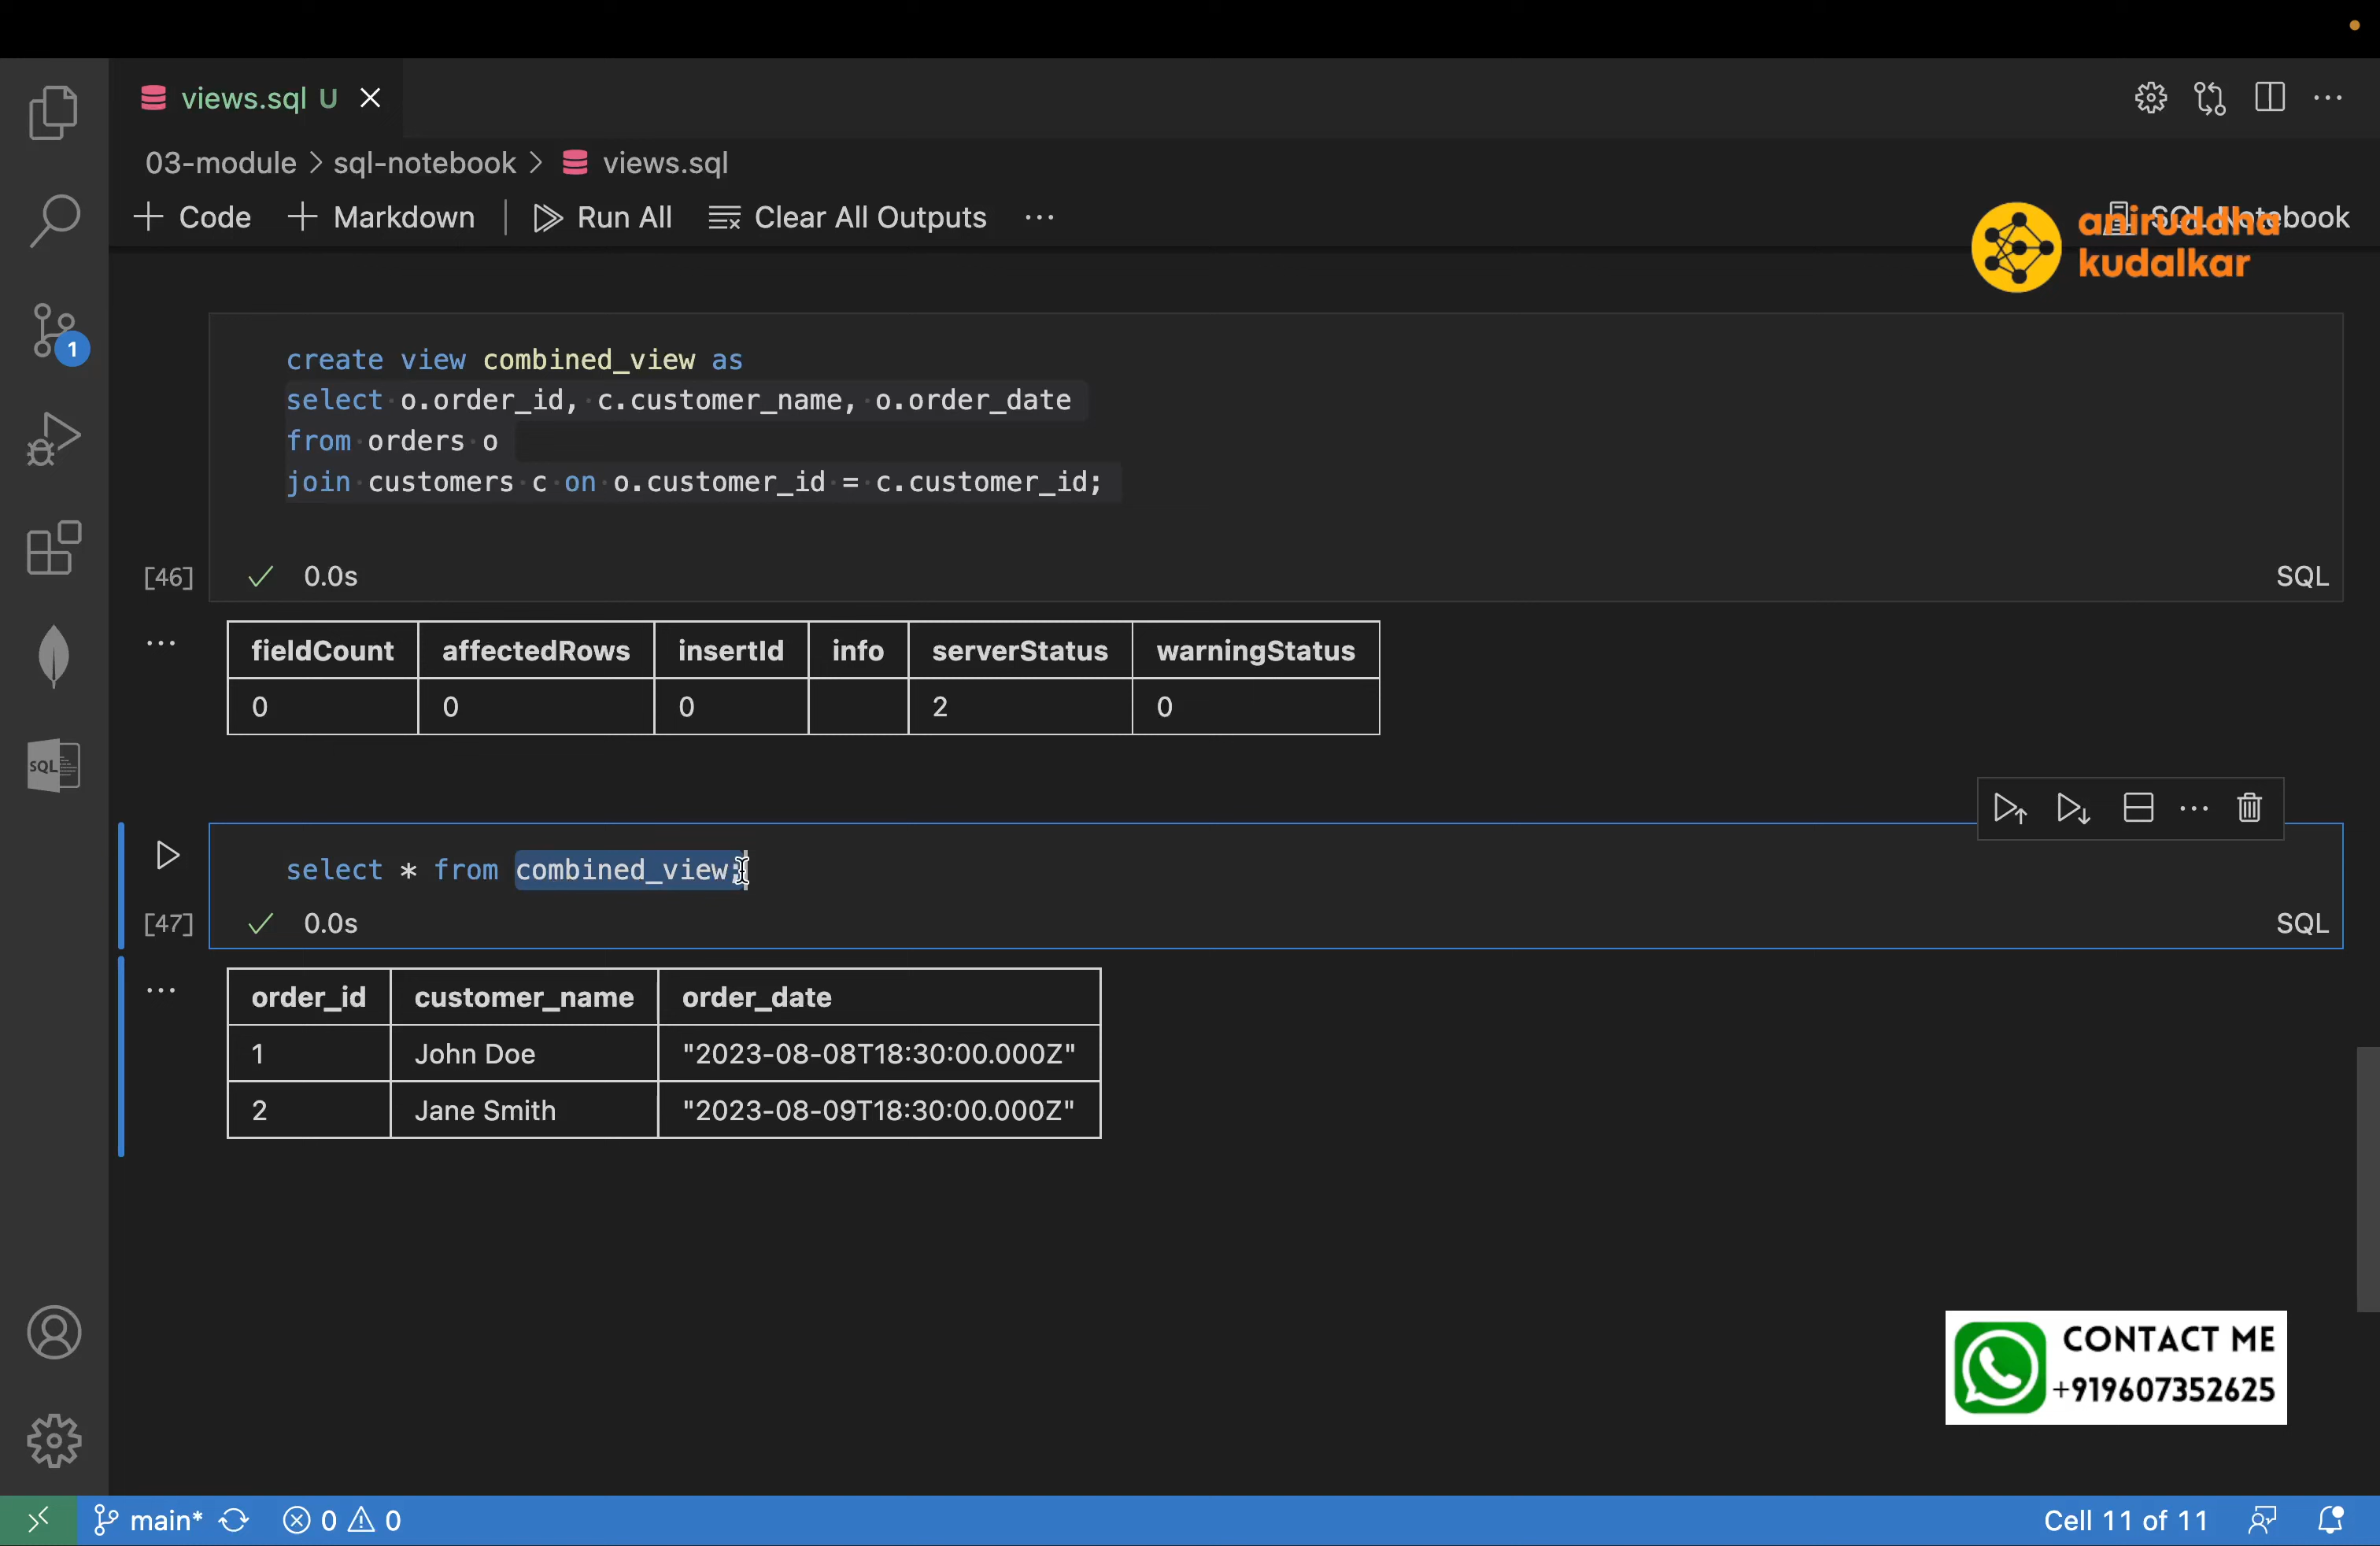 views.sql U
03-module > sql-notebook > views.sql
+ Code + Markdown Run All Clear All Outputs ...
SQL Notebook
aniruddha
kudalkar
create view combined_view as
select o.order_id, c.customer_name, o.order_date
from orders o
join customers c on o.customer_id = c.customer_id;
[46] 0.0s SQL
fieldCount affectedRows insertId info serverStatus warningStatus
0 0 0 2 0
select * from combined_view;
[47] 0.0s SQL
order_id customer_name order_date
1 John Doe "2023-08-08T18:30:00.000Z"
2 Jane Smith "2023-08-09T18:30:00.000Z"
1
SQL
CONTACT ME
+919607352625
main* 0 0 Cell 11 of 11